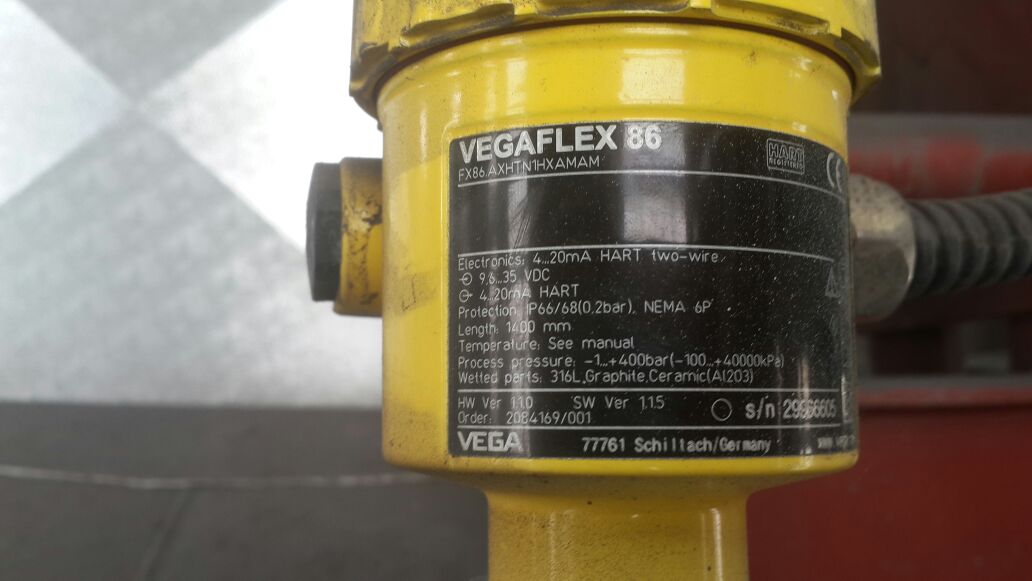 VEGAFLEX 86
HART
REGISTERED
FX86.AXHTN1HXAMAM
Electronics: 4...20mA HART two-wire
9,6...35 VDC
4...20mA HART
Protection: IP66/68(0,2bar), NEMA 6P
Length: 1400 mm
Temperature: See manual
Process pressure: -1...+400bar(-100...+40000kPa)
Wetted parts: 316L,Graphite,Ceramic(Al2O3)
HW Ver 1.1.0 SW Ver 1.1.5
Order: 2084169/001
s/n
VEGA
77761 Schiltach/Germany